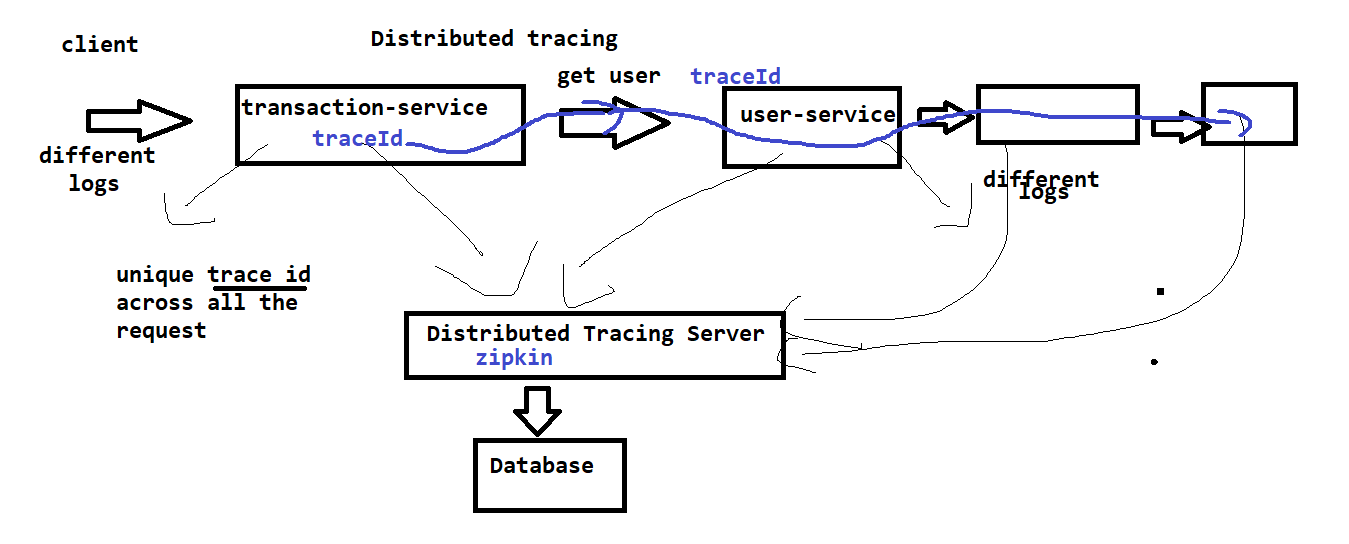 client
Distributed tracing
get user
traceId
transaction-service
traceId
user-service
different
logs
different
logs
unique trace id
across all the
request
Distributed Tracing Server
zipkin
Database